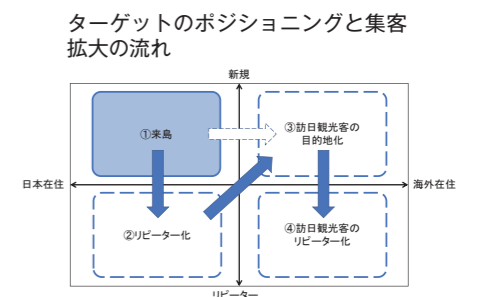 ターゲットのポジショニングと集客
拡大の流れ
新規
①来島
③訪日観光客の
目的地化
日本在住
海外在住
②リピーター化
④訪日観光客の
リピーター化
リピーター